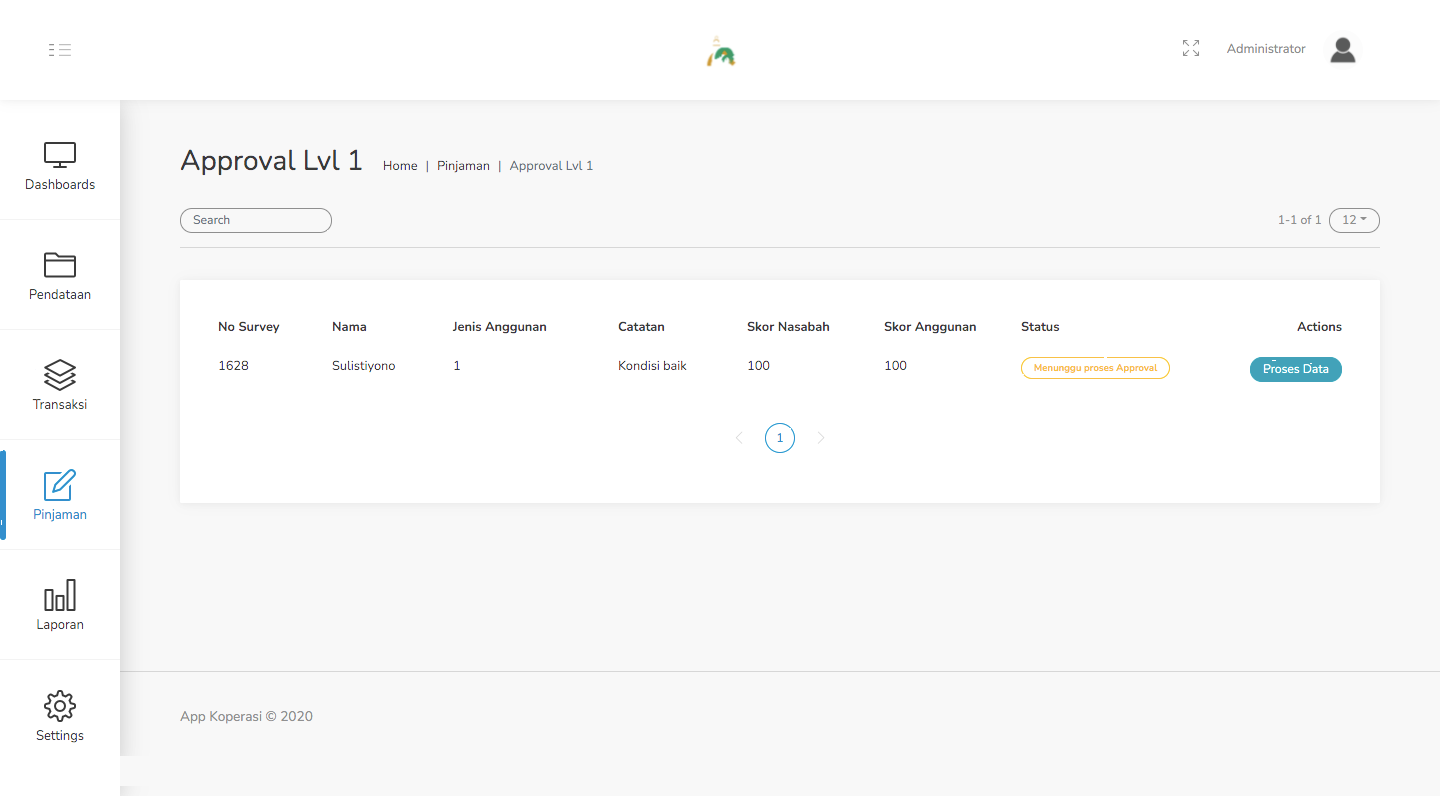 Administrator
Dashboards
Pendataan
Transaksi
Pinjaman
Laporan
Settings
Approval Lvl 1
Home | Pinjaman | Approval Lvl 1
Search
1-1 of 1 12
No Survey Nama Jenis Anggunan Catatan Skor Nasabah Skor Anggunan Status Actions
1628 Sulistiyono 1 Kondisi baik 100 100 Menunggu proses Approval Proses Data
1
App Koperasi © 2020